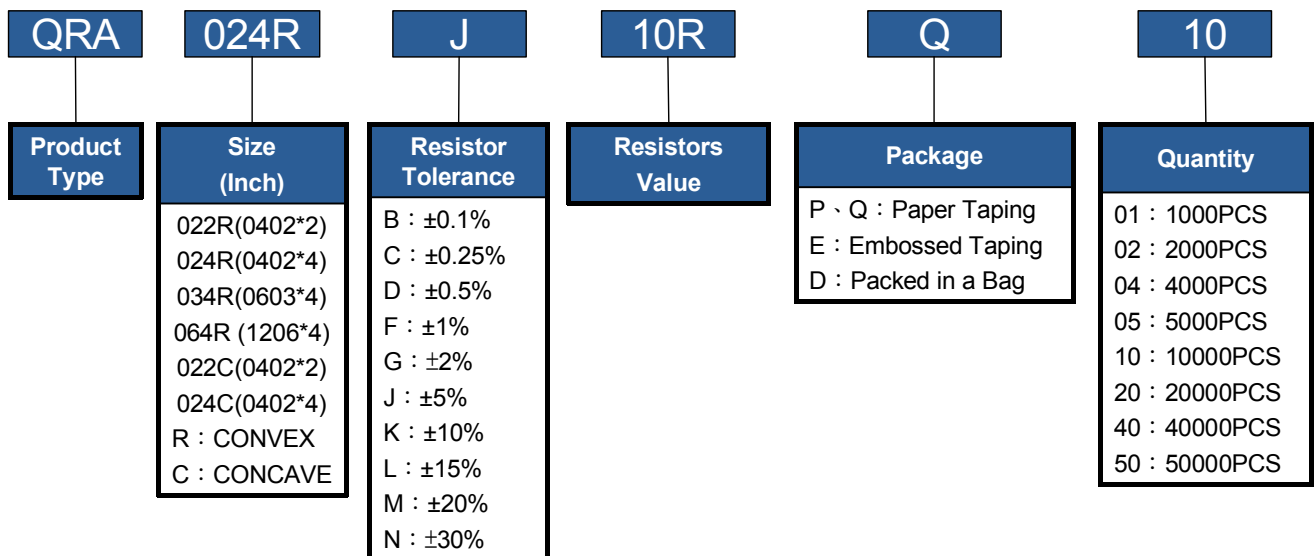 QRA 024R J 10R Q 10
Product
Type
Size
(Inch)
022R(0402*2)
024R(0402*4)
034R(0603*4)
064R (1206*4)
022C(0402*2)
024C(0402*4)
R：CONVEX
C：CONCAVE
Resistor
Tolerance
B：±0.1%
C：±0.25%
D：±0.5%
F：±1%
G：±2%
J：±5%
K：±10%
L：±15%
M：±20%
N：±30%
Resistors
Value
Package
P、Q：Paper Taping
E：Embossed Taping
D：Packed in a Bag
Quantity
01：1000PCS
02：2000PCS
04：4000PCS
05：5000PCS
10：10000PCS
20：20000PCS
40：40000PCS
50：50000PCS